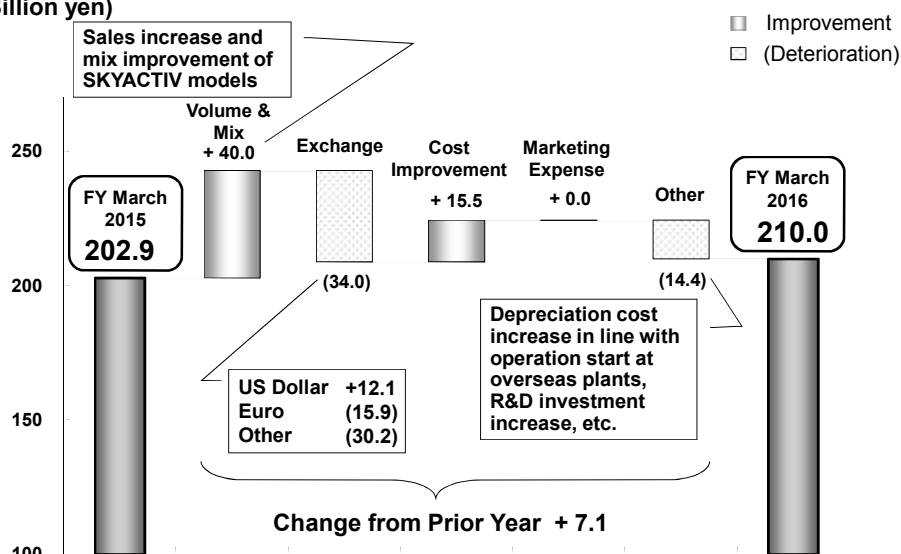 illion yen)
Improvement
(Deterioration)
Sales increase and
mix improvement of
SKYACTIV models
Volume &
Mix
+ 40.0
Exchange
Cost
Improvement
+ 15.5
Marketing
Expense
+ 0.0
Other
250
FY March
2015
202.9
FY March
2016
210.0
200
(34.0)
(14.4)
Depreciation cost
increase in line with
operation start at
overseas plants,
R&D investment
increase, etc.
US Dollar +12.1
Euro (15.9)
Other (30.2)
150
Change from Prior Year + 7.1
100